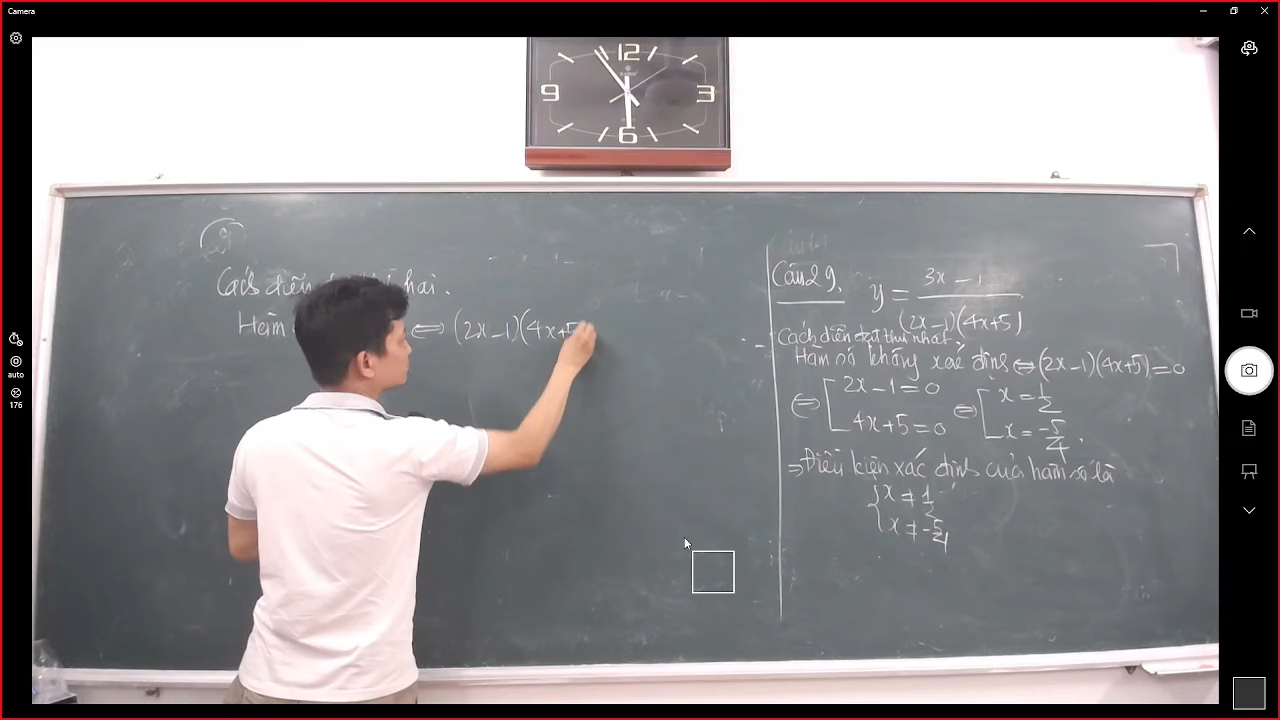 Camera
12
9
3
6
auto
176
Cách diễn hai.
Hàm ⟺ (2x-1)(4x+5
Câu 29. y = \frac{3x-1}{(2x-1)(4x+5)}
Cách diễn đạt thứ nhất.
Hàm số không xác định ⟺ (2x-1)(4x+5)=0
⟺ [ 2x-1=0 ⟺ [ x = 1/2
4x+5=0 x = -5/4 .
⇒ Điều kiện xác định của hàm số là
{ x ≠ 1/2
x ≠ -5/4